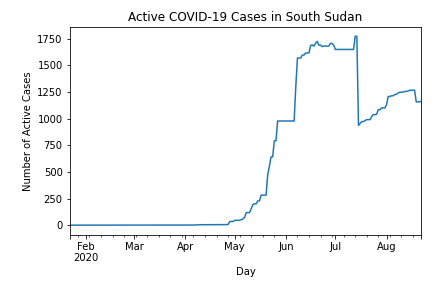 Active COVID-19 Cases in South Sudan
Number of Active Cases
1750
1500
1250
1000
750
500
250
0
Feb Mar Apr May Jun Jul Aug
2020
Day